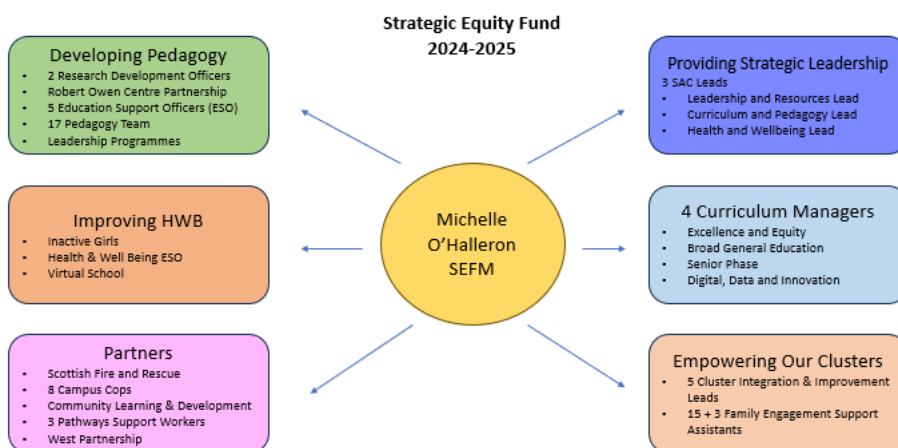 Strategic Equity Fund
2024-2025
Developing Pedagogy
• 2 Research Development Officers
• Robert Owen Centre Partnership
• 5 Education Support Officers (ESO)
• 17 Pedagogy Team
• Leadership Programmes
Providing Strategic Leadership
3 SAC Leads
• Leadership and Resources Lead
• Curriculum and Pedagogy Lead
• Health and Wellbeing Lead
Improving HWB
• Inactive Girls
• Health & Well Being ESO
• Virtual School
Michelle
O'Halleron
SEFM
4 Curriculum Managers
• Excellence and Equity
• Broad General Education
• Senior Phase
• Digital, Data and Innovation
Partners
• Scottish Fire and Rescue
• 8 Campus Cops
• Community Learning & Development
• 3 Pathways Support Workers
• West Partnership
Empowering Our Clusters
• 5 Cluster Integration & Improvement
Leads
• 15 + 3 Family Engagement Support
Assistants